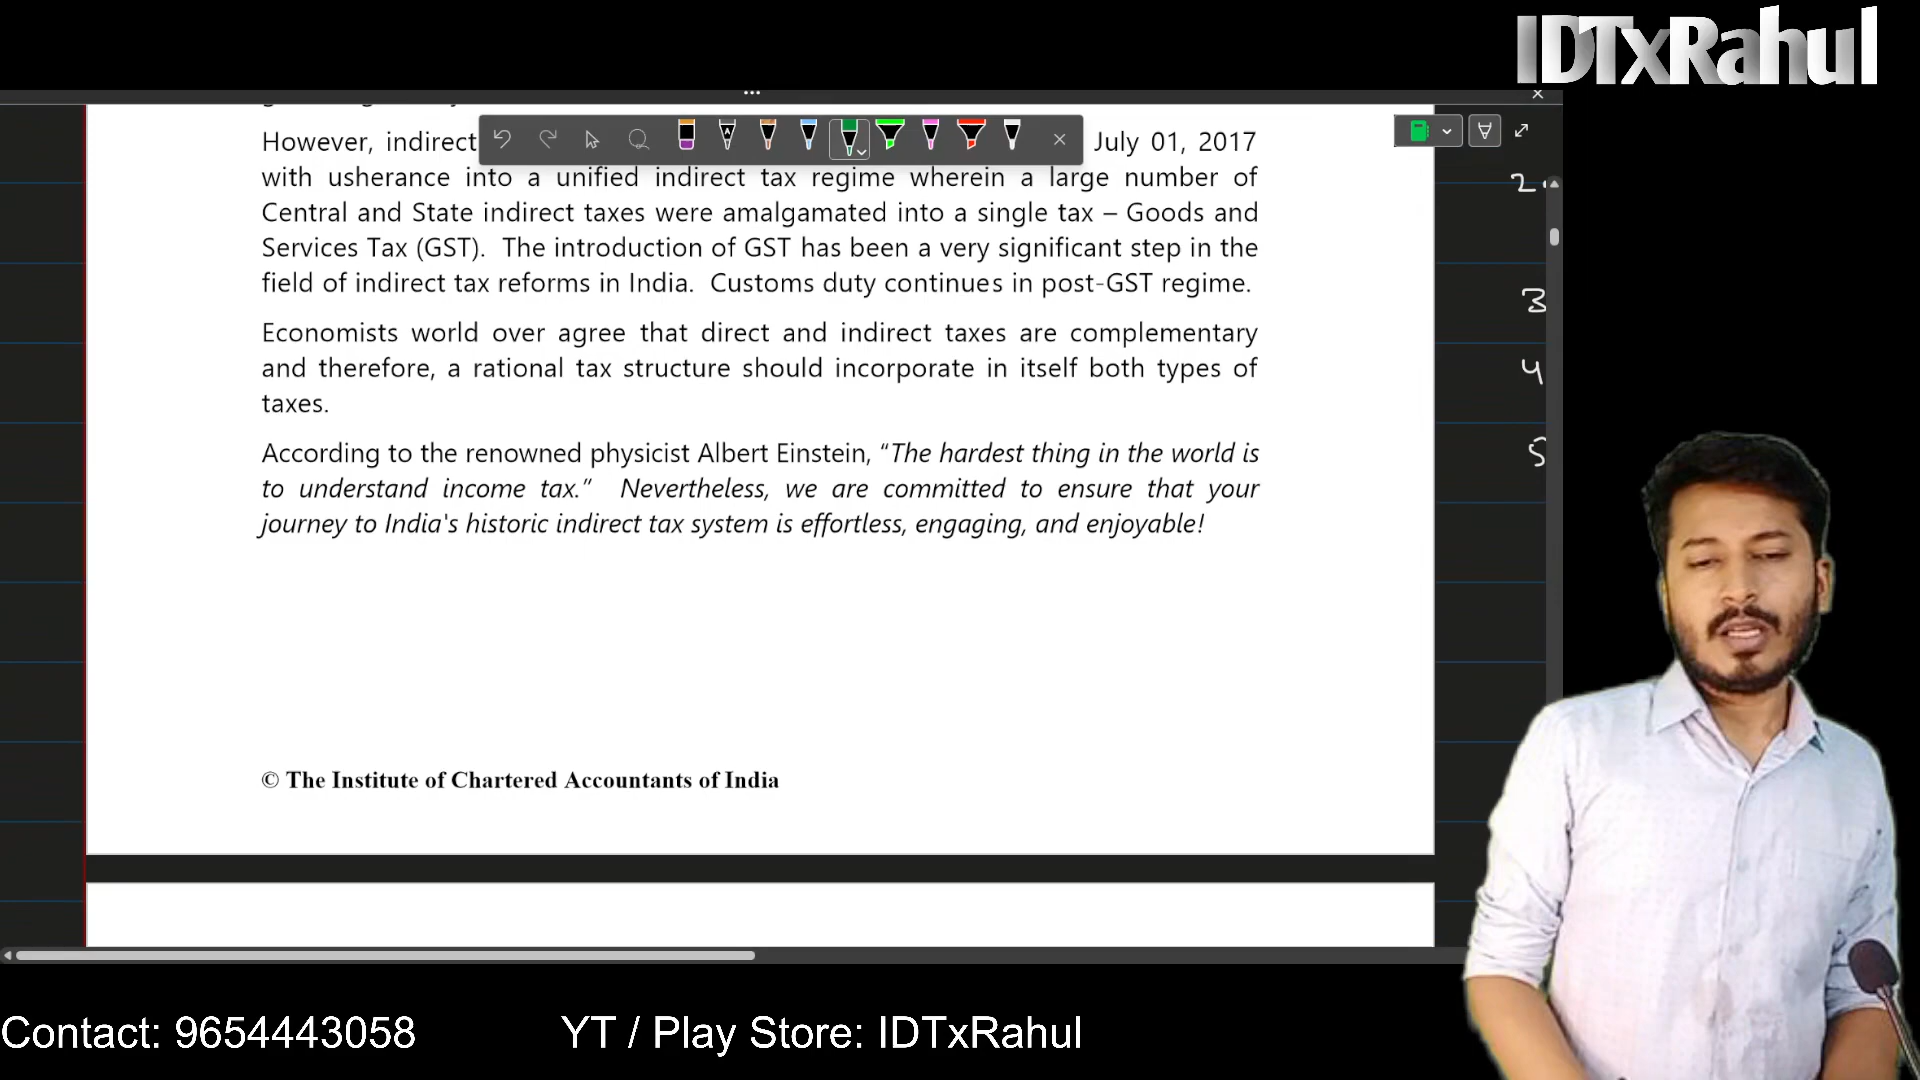 IDTxRahul
However, indirect
July 01, 2017
with usherance into a unified indirect tax regime wherein a large number of
Central and State indirect taxes were amalgamated into a single tax – Goods and
Services Tax (GST). The introduction of GST has been a very significant step in the
field of indirect tax reforms in India. Customs duty continues in post-GST regime.
Economists world over agree that direct and indirect taxes are complementary
and therefore, a rational tax structure should incorporate in itself both types of
taxes.
According to the renowned physicist Albert Einstein, “The hardest thing in the world is
to understand income tax.” Nevertheless, we are committed to ensure that your
journey to India's historic indirect tax system is effortless, engaging, and enjoyable!
© The Institute of Chartered Accountants of India
2.
3
4
5
Contact: 9654443058
YT / Play Store: IDTxRahul